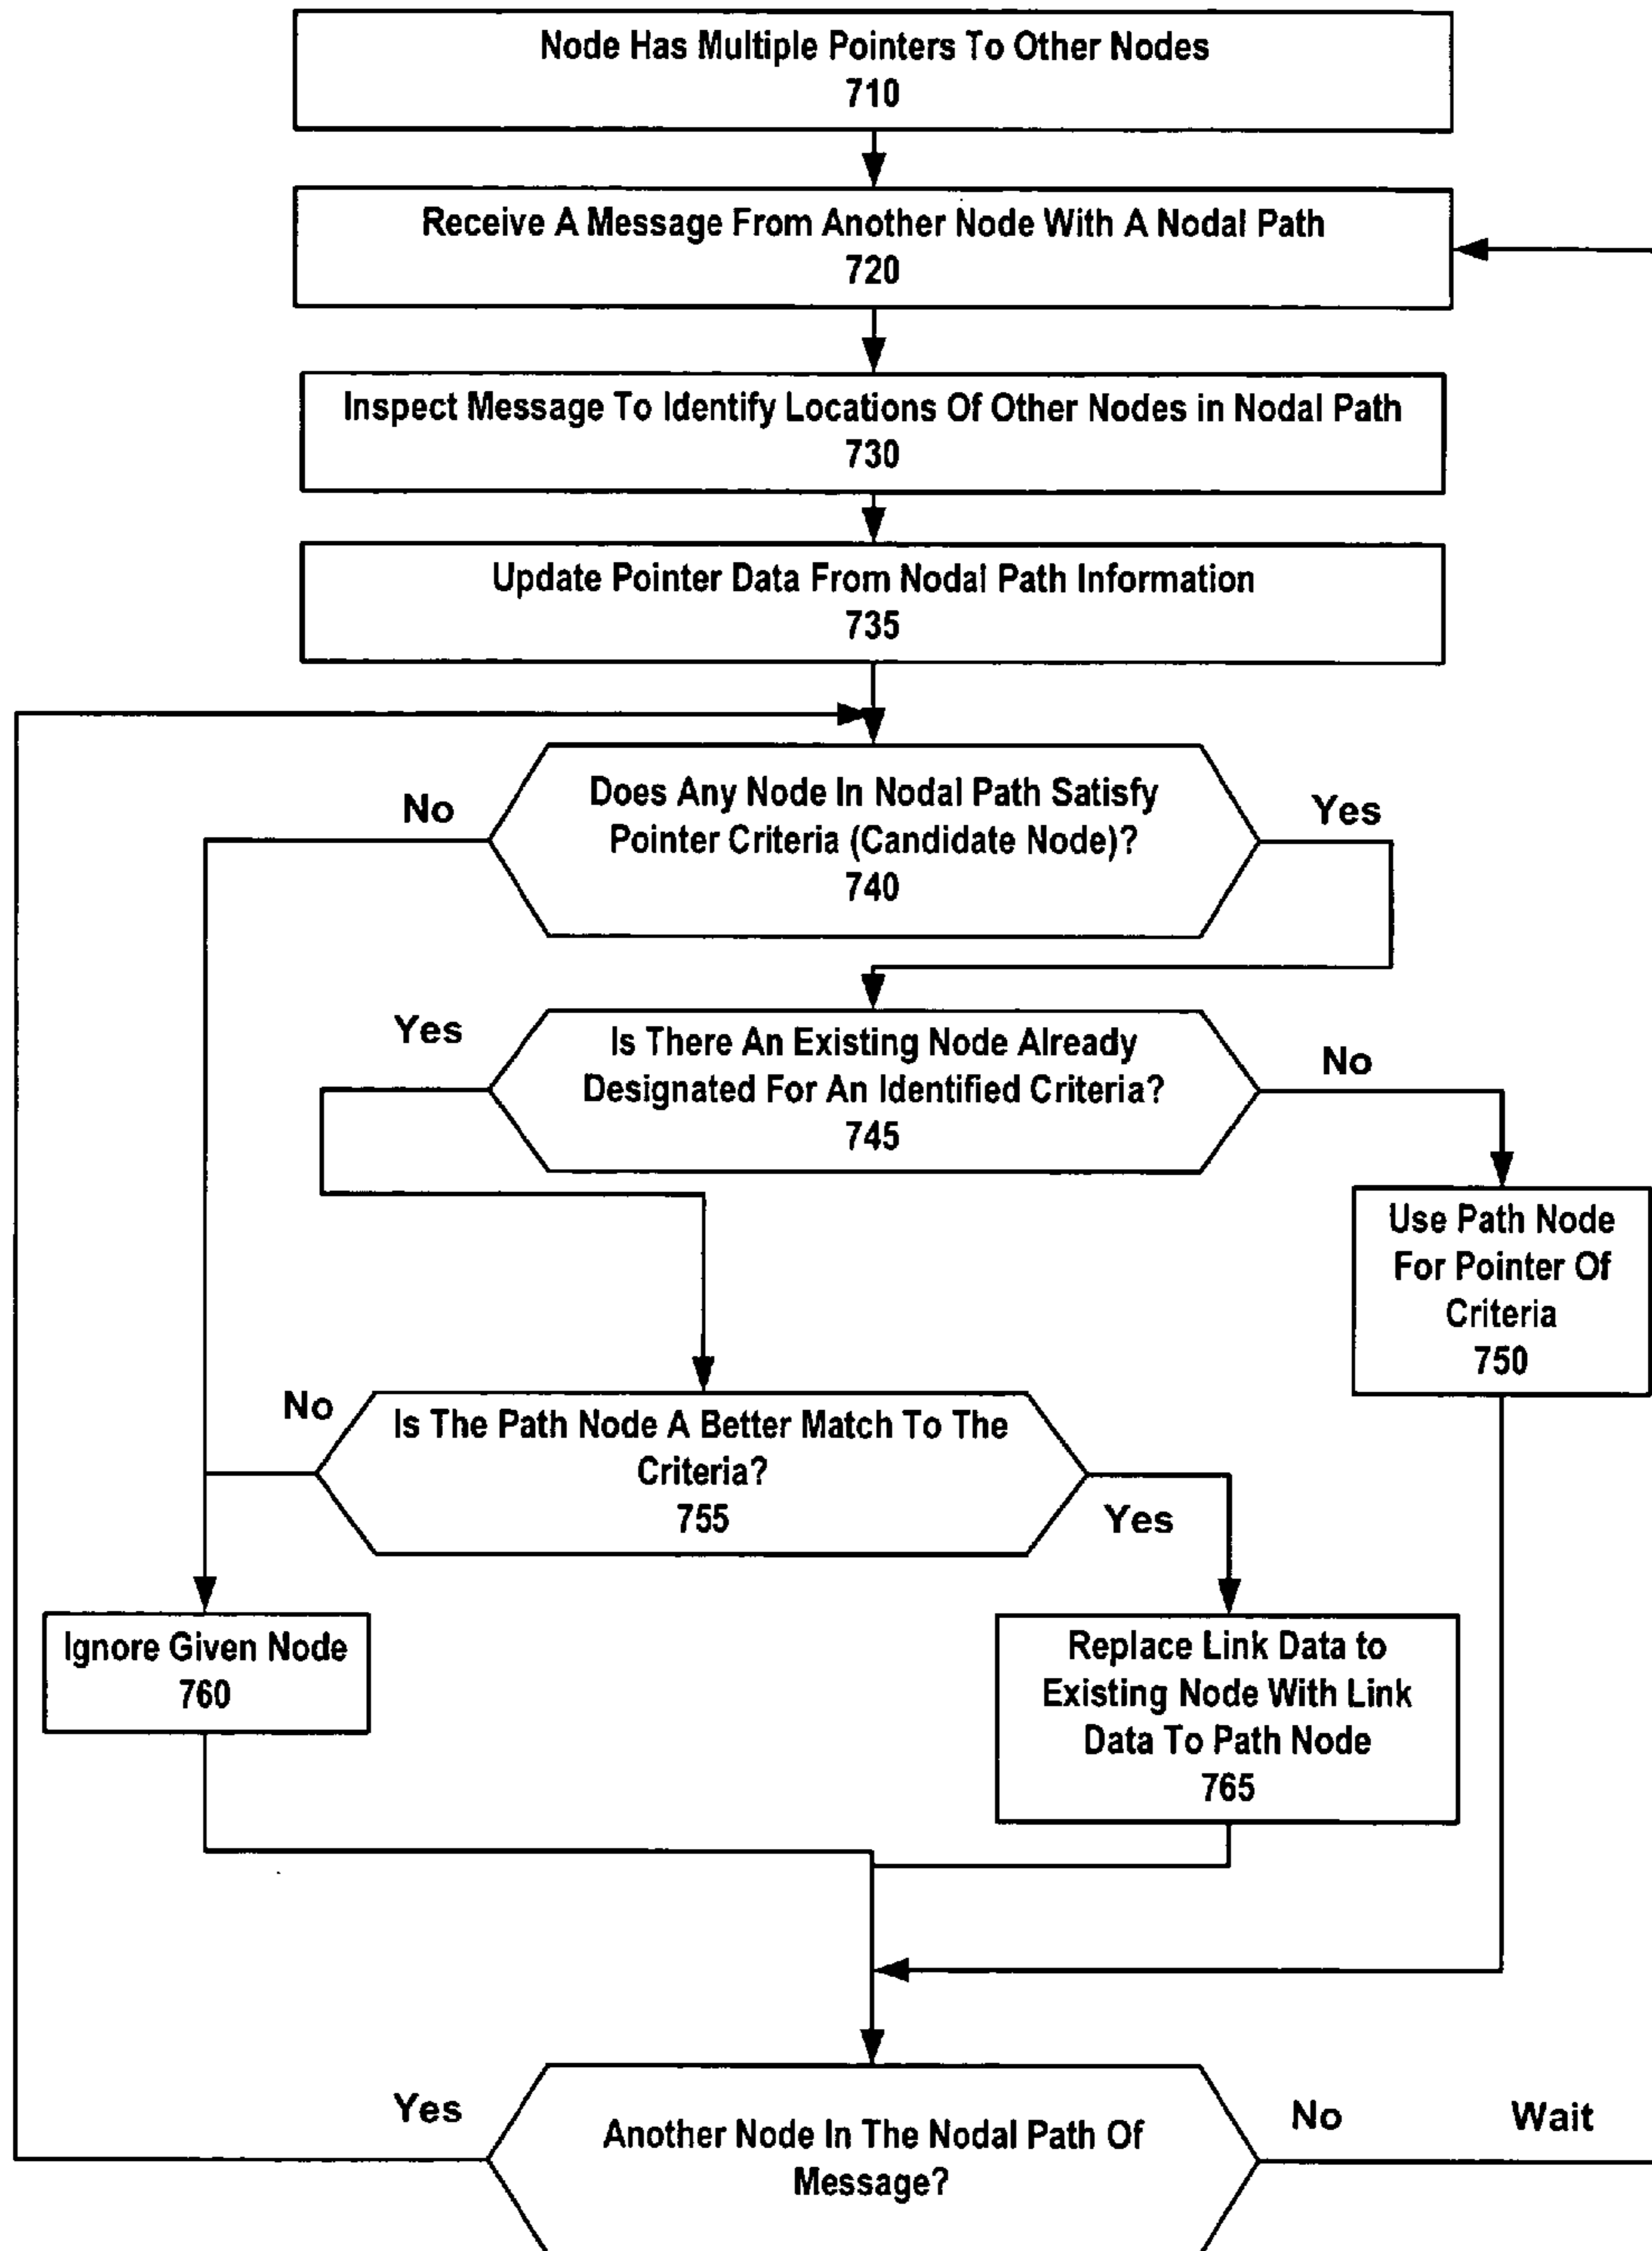 Node Has Multiple Pointers To Other Nodes
710
Receive A Message From Another Node With A Nodal Path
720
Inspect Message To Identify Locations Of Other Nodes in Nodal Path
730
Update Pointer Data From Nodal Path Information
735
No
Does Any Node In Nodal Path Satisfy
Pointer Criteria (Candidate Node)?
740
Yes
Yes
Is There An Existing Node Already
Designated For An Identified Criteria?
745
No
Use Path Node
For Pointer Of
Criteria
750
No
Is The Path Node A Better Match To The
Criteria?
755
Yes
Ignore Given Node
760
Replace Link Data to
Existing Node With Link
Data To Path Node
765
Yes
Another Node In The Nodal Path Of
Message?
No
Wait